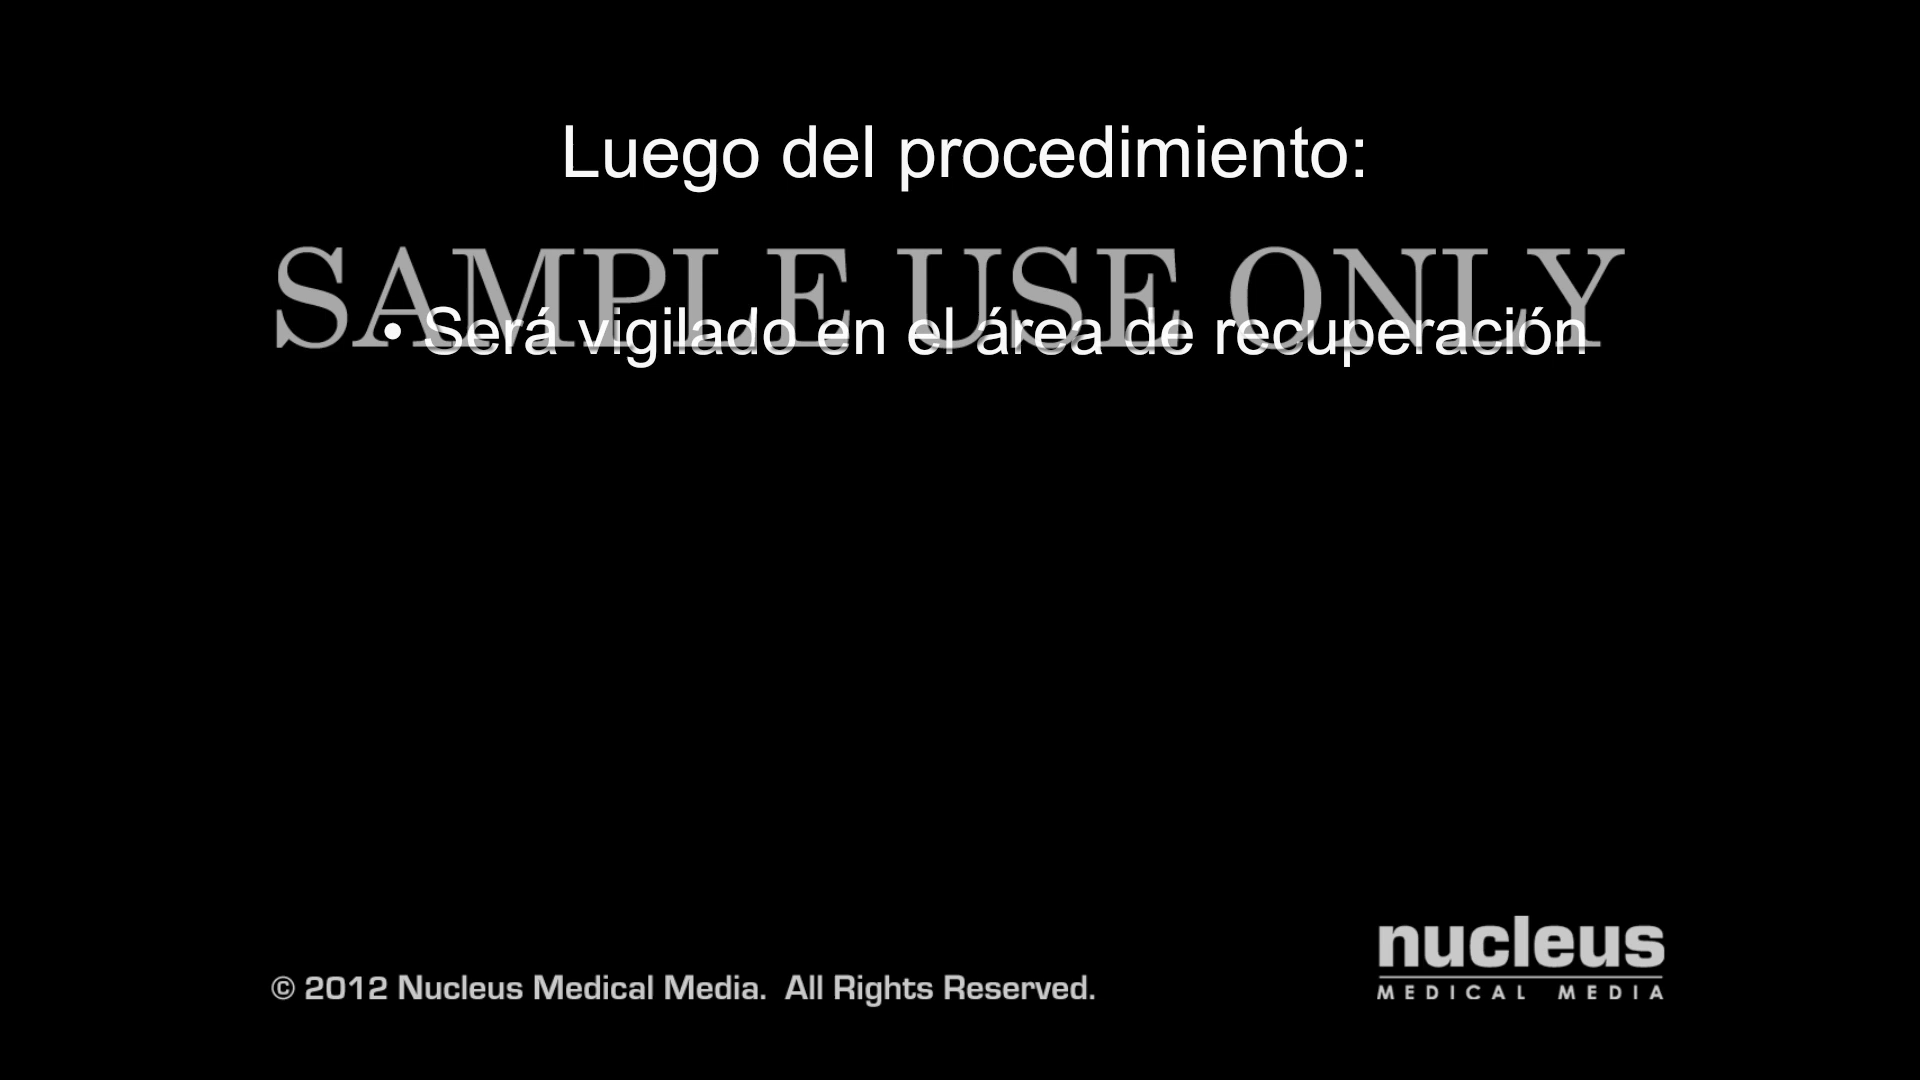 Luego del procedimiento:
SAMPLE USE ONLY
• Será vigilado en el área de recuperación
nucleus
MEDICAL MEDIA
© 2012 Nucleus Medical Media. All Rights Reserved.